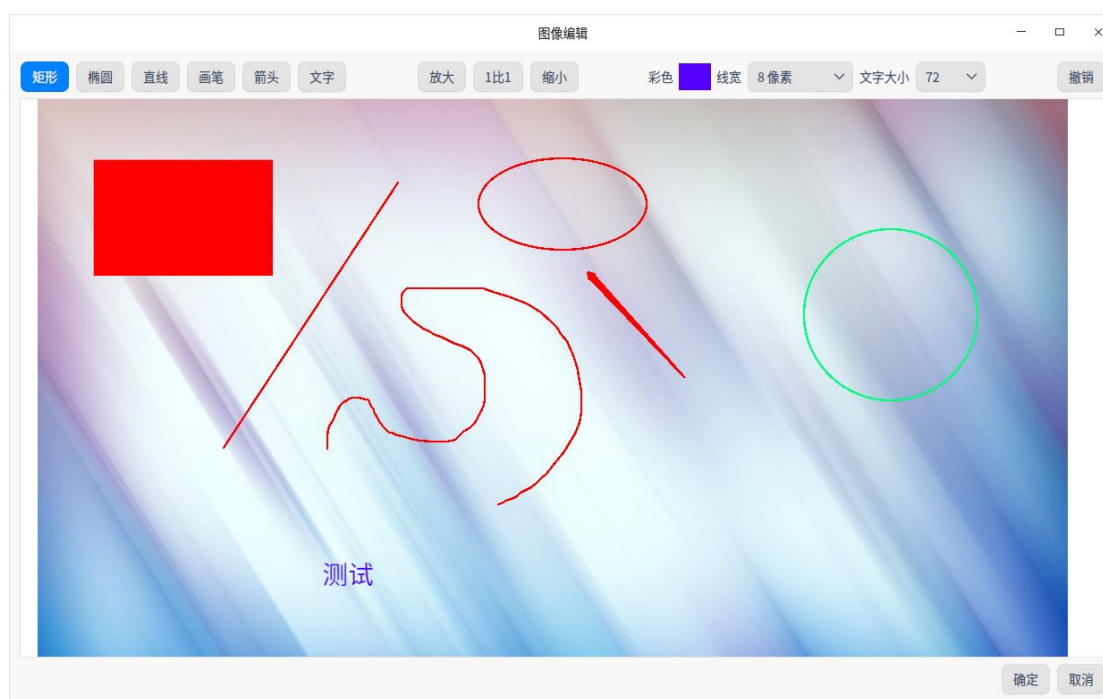 图像编辑
矩形 椭圆 直线 画笔 箭头 文字 放大 1比1 缩小 彩色 线宽 8像素 文字大小 72 撤销
测试
确定 取消